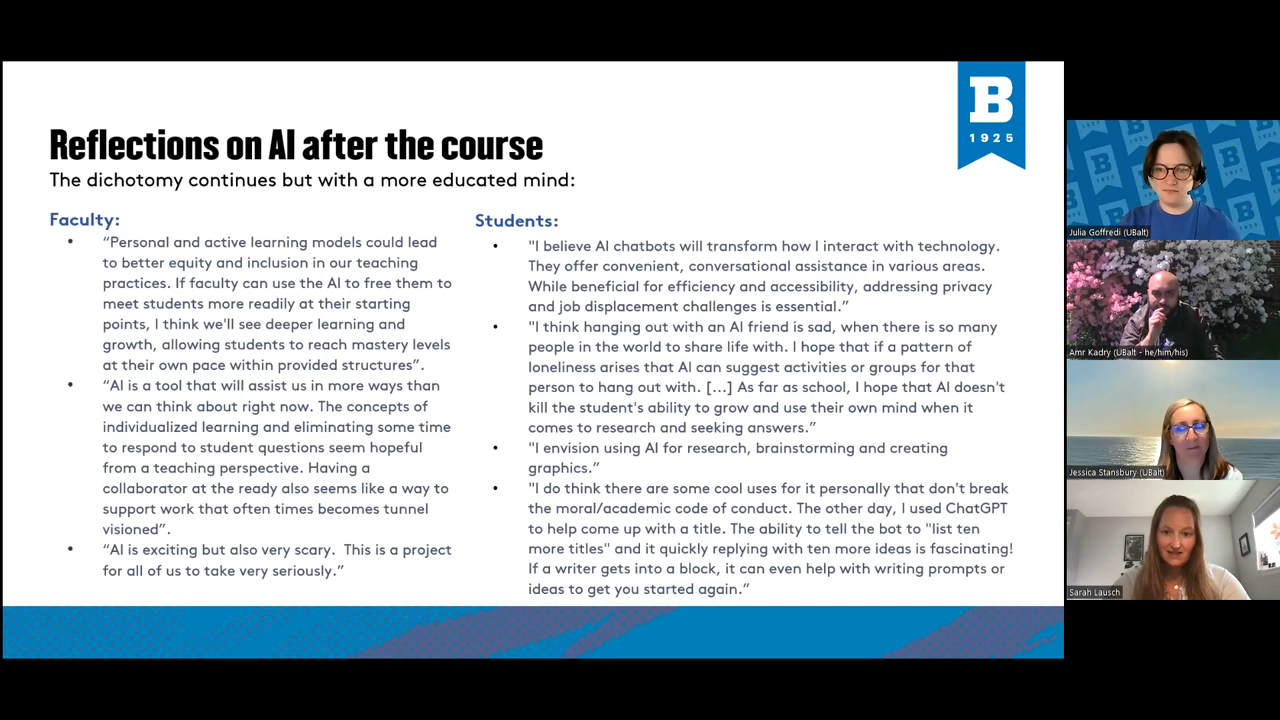 B
1925
Reflections on AI after the course
The dichotomy continues but with a more educated mind:
Faculty:
• “Personal and active learning models could lead
to better equity and inclusion in our teaching
practices. If faculty can use the AI to free them to
meet students more readily at their starting
points, I think we'll see deeper learning and
growth, allowing students to reach mastery levels
at their own pace within provided structures”.
• “AI is a tool that will assist us in more ways than
we can think about right now. The concepts of
individualized learning and eliminating some time
to respond to student questions seem hopeful
from a teaching perspective. Having a
collaborator at the ready also seems like a way to
support work that often times becomes tunnel
visioned”.
• “AI is exciting but also very scary.  This is a project
for all of us to take very seriously.”
Students:
• "I believe AI chatbots will transform how I interact with technology.
They offer convenient, conversational assistance in various areas.
While beneficial for efficiency and accessibility, addressing privacy
and job displacement challenges is essential.”
• "I think hanging out with an AI friend is sad, when there is so many
people in the world to share life with. I hope that if a pattern of
loneliness arises that AI can suggest activities or groups for that
person to hang out with. [...] As far as school, I hope that AI doesn't
kill the student's ability to grow and use their own mind when it
comes to research and seeking answers.”
• "I envision using AI for research, brainstorming and creating
graphics.”
• "I do think there are some cool uses for it personally that don't break
the moral/academic code of conduct. The other day, I used ChatGPT
to help come up with a title. The ability to tell the bot to "list ten
more titles" and it quickly replying with ten more ideas is fascinating!
If a writer gets into a block, it can even help with writing prompts or
ideas to get you started again.”
Julia Goffredi (UBalt)
Amr Kadry (UBalt - he/him/his)
Jessica Stansbury (UBalt)
Sarah Lausch